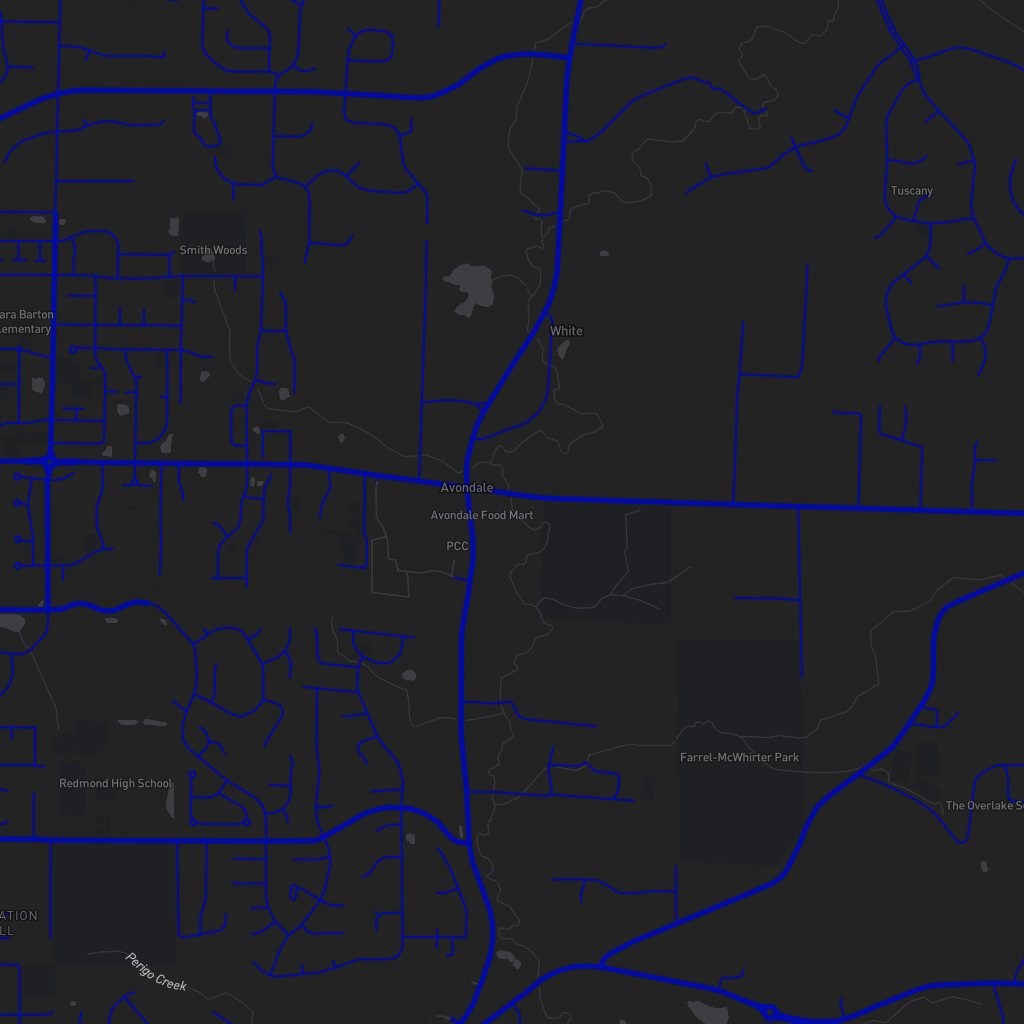 Tuscany
Smith Woods
ara Barton
lementary
White
Avondale
Avondale Food Mart
PCC
Farrel-McWhirter Park
Redmond High School
The Overlake Sc
ATION
LL
Perigo Creek